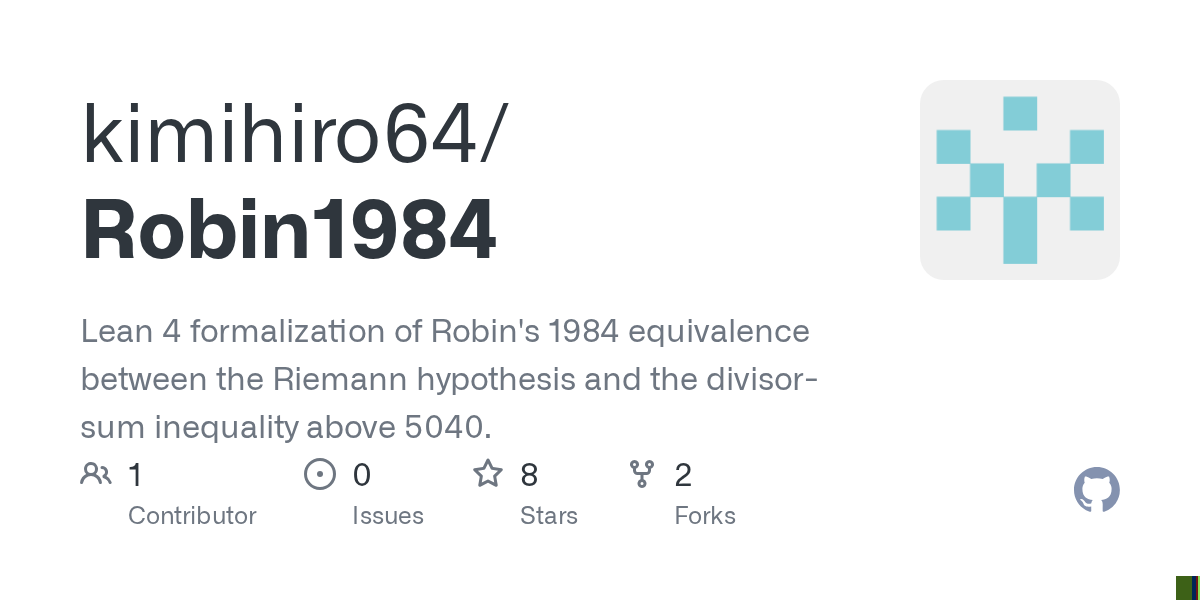 kimihiro64/
Robin1984
Lean 4 formalization of Robin's 1984 equivalence
between the Riemann hypothesis and the divisor-
sum inequality above 5040.
1 0 8 2
Contributor Issues Stars Forks